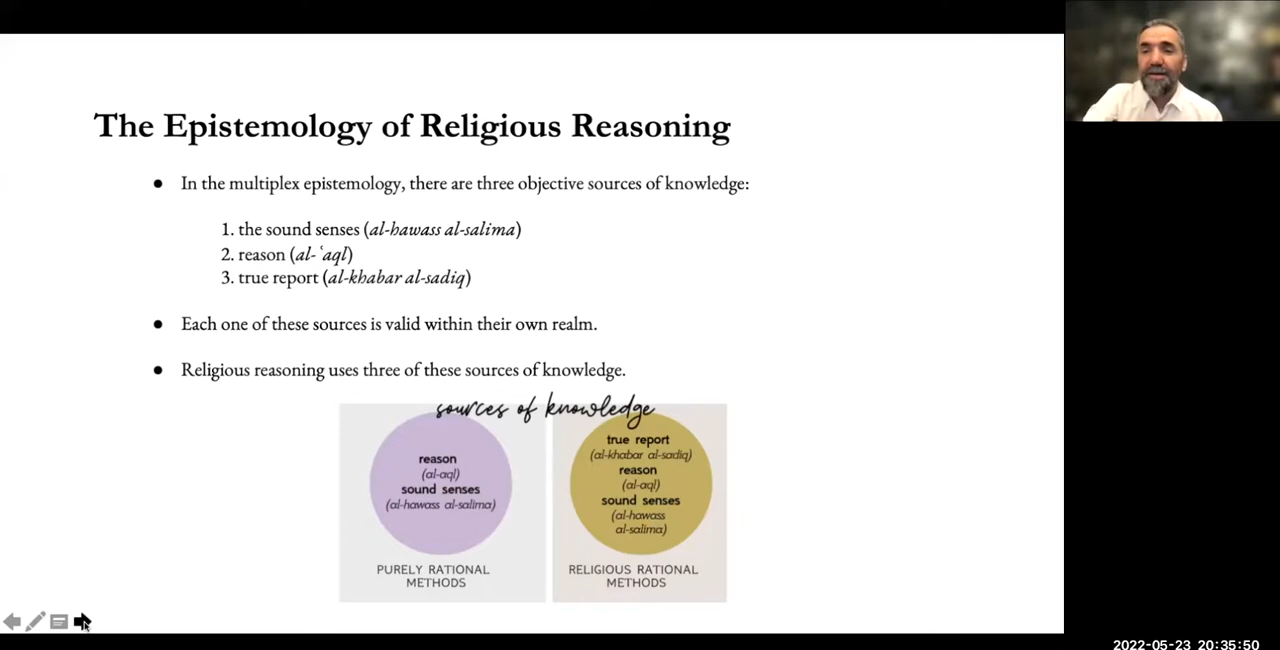 The Epistemology of Religious Reasoning
● In the multiplex epistemology, there are three objective sources of knowledge:
1. the sound senses (al-hawass al-salima)
2. reason (al- ʿaql)
3. true report (al-khabar al-sadiq)
● Each one of these sources is valid within their own realm.
● Religious reasoning uses three of these sources of knowledge.
sources of knowledge
reason
(al-aql)
sound senses
(al-hawass al-salima)
PURELY RATIONAL
METHODS
true report
(al-khabar al-sadiq)
reason
(al-aql)
sound senses
(al-hawass
al-salima)
RELIGIOUS RATIONAL
METHODS
2022-05-23 20:35:50